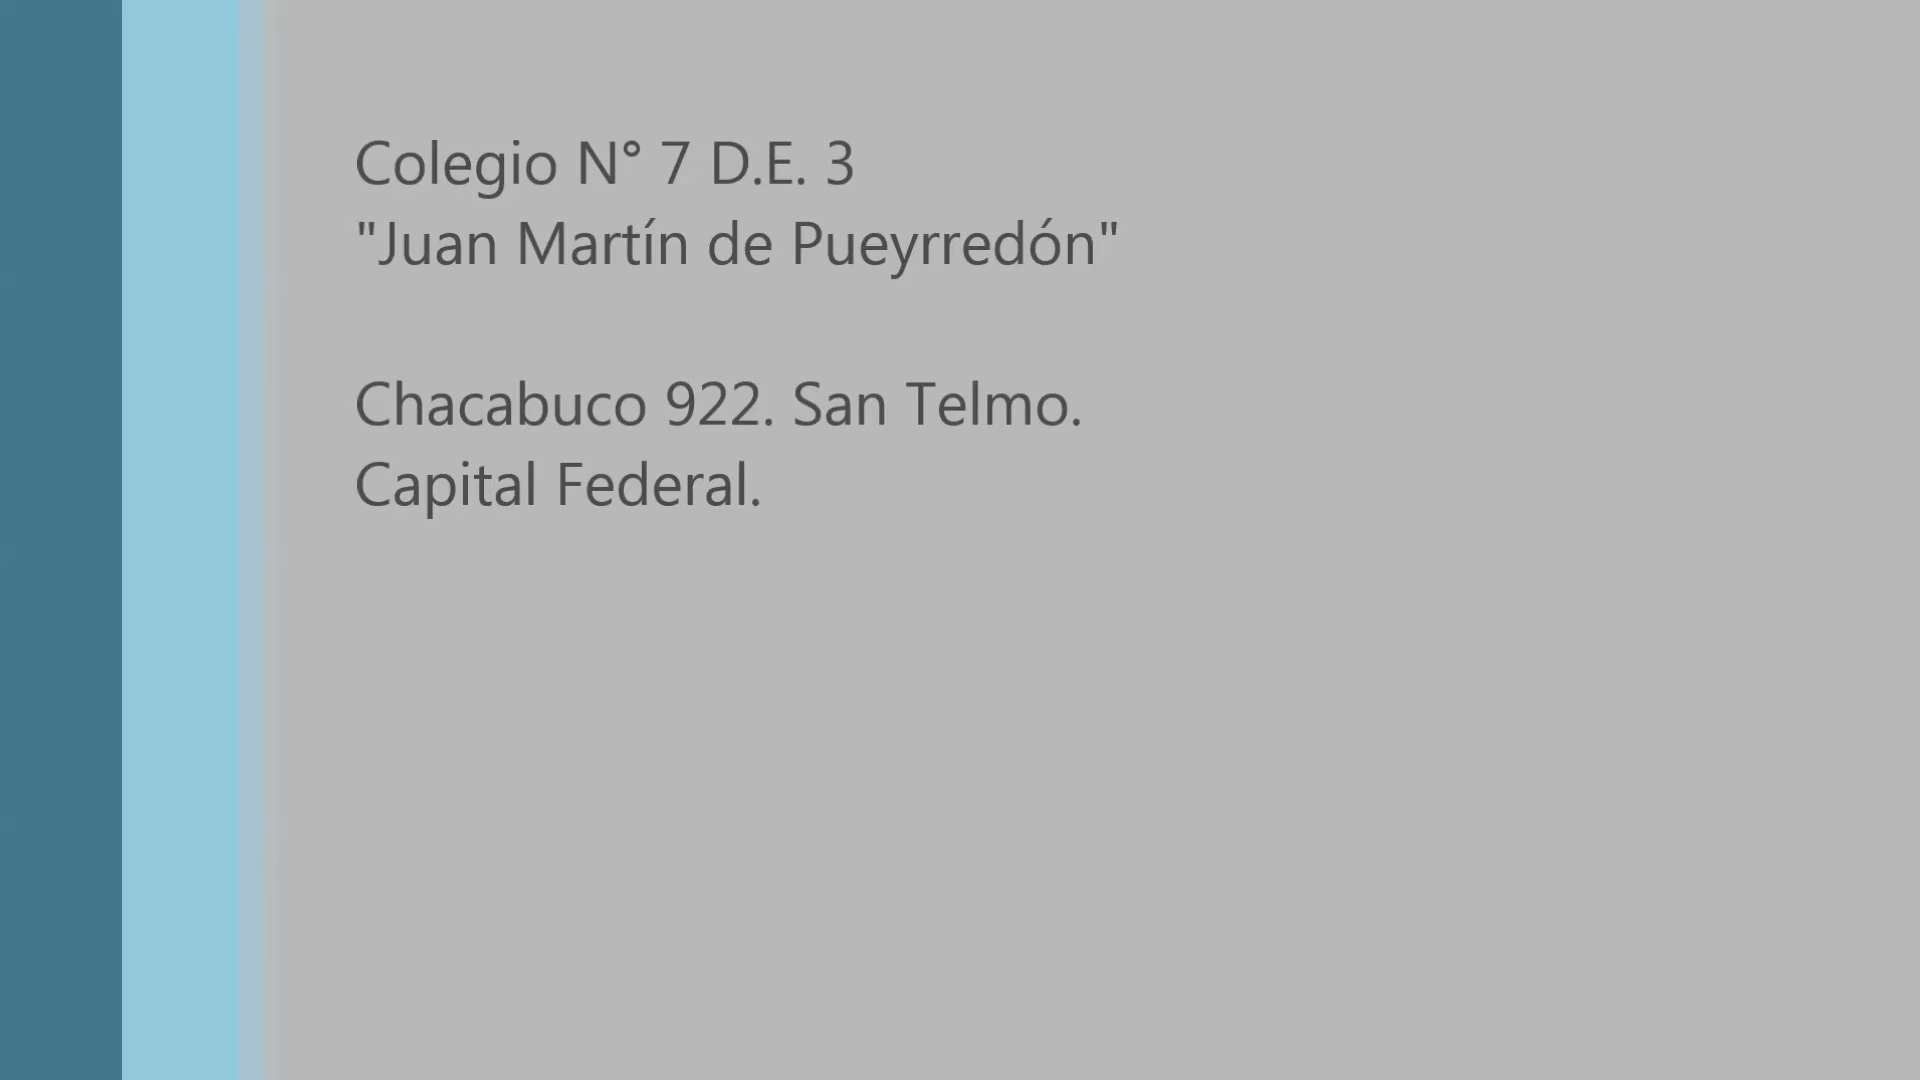 Colegio N° 7 D.E. 3
"Juan Martín de Pueyrredón"
Chacabuco 922. San Telmo.
Capital Federal.